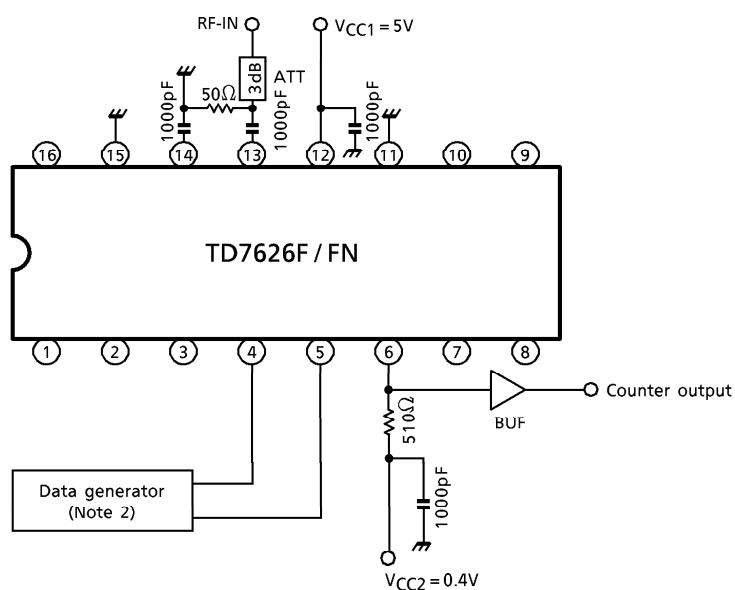 RF-IN
VCC1 = 5V
3dB
ATT
50Ω
1000pF
1000pF
1000pF
16
15
14
13
12
11
10
9
TD7626F / FN
1
2
3
4
5
6
7
8
510Ω
BUF
Counter output
Data generator
(Note 2)
1000pF
VCC2 = 0.4V